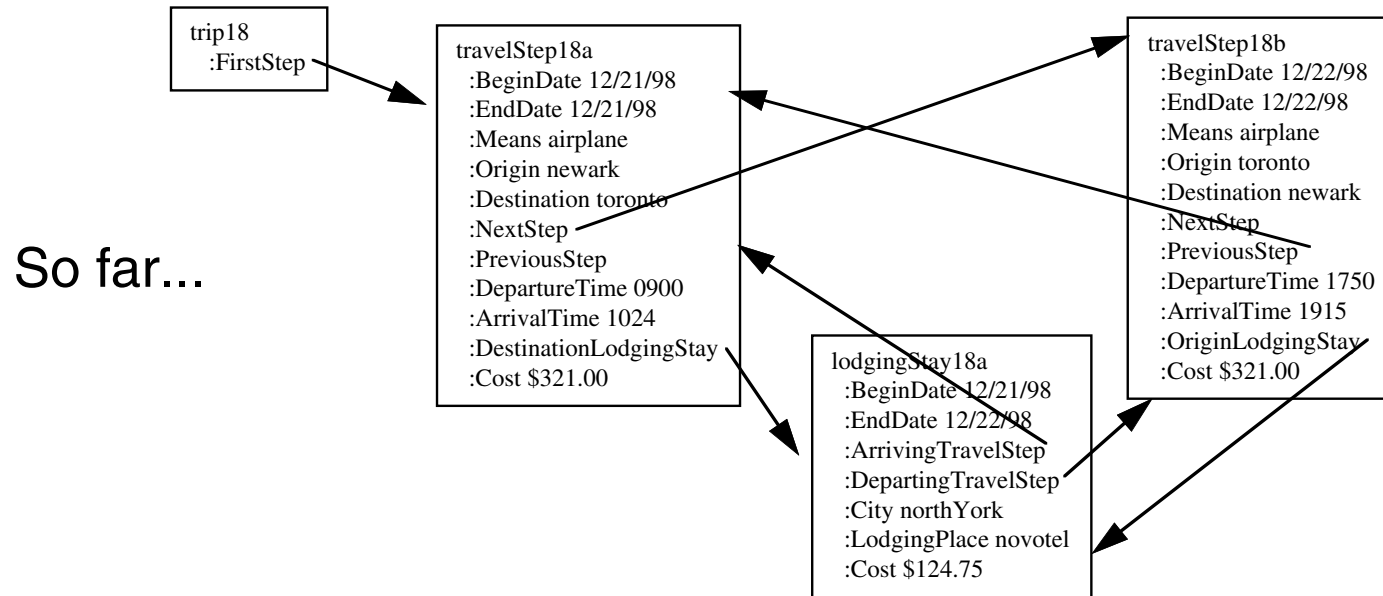 trip18
:FirstStep
travelStep18a
:BeginDate 12/21/98
:EndDate 12/21/98
:Means airplane
:Origin newark
:Destination toronto
:NextStep
:PreviousStep
:DepartureTime 0900
:ArrivalTime 1024
:DestinationLodgingStay
:Cost $321.00
travelStep18b
:BeginDate 12/22/98
:EndDate 12/22/98
:Means airplane
:Origin toronto
:Destination newark
:NextStep
:PreviousStep
:DepartureTime 1750
:ArrivalTime 1915
:OriginLodgingStay
:Cost $321.00
So far...
lodgingStay18a
:BeginDate 12/21/98
:EndDate 12/22/98
:ArrivingTravelStep
:DepartingTravelStep
:City northYork
:LodgingPlace novotel
:Cost $124.75